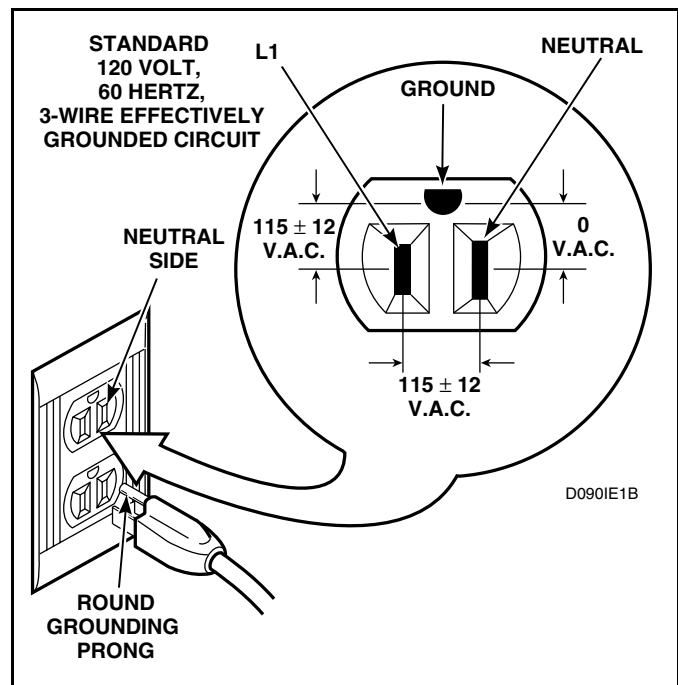 STANDARD
120 VOLT,
60 HERTZ,
3-WIRE EFFECTIVELY
GROUNDED CIRCUIT
L1
NEUTRAL
GROUND
115 ± 12
V.A.C.
0
V.A.C.
NEUTRAL
SIDE
115 ± 12
V.A.C.
D090IE1B
ROUND
GROUNDING
PRONG